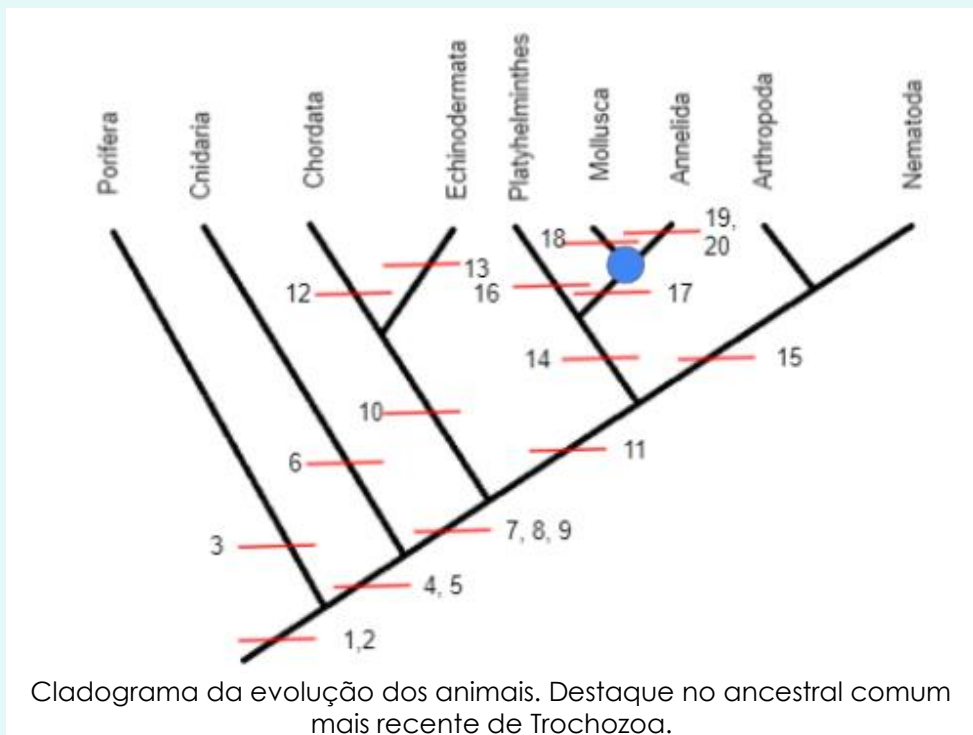 Porifera
Cnidaria
Chordata
Echinodermata
Platyhelminthes
Mollusca
Annelida
Arthropoda
Nematoda
19,
20
18
13
12
16
17
14
15
10
11
6
7, 8, 9
3
4, 5
1,2
Cladograma da evolução dos animais. Destaque no ancestral comum
mais recente de Trochozoa.